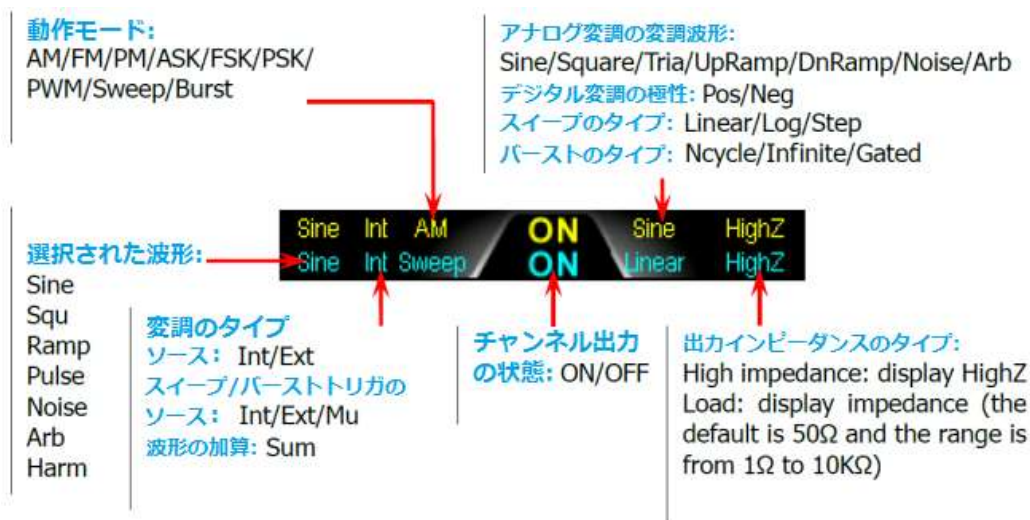 動作モード:
AM/FM/PM/ASK/FSK/PSK/
PWM/Sweep/Burst
アナログ変調の変調波形:
Sine/Square/Tria/UpRamp/DnRamp/Noise/Arb
デジタル変調の極性: Pos/Neg
スイープのタイプ: Linear/Log/Step
バーストのタイプ: Ncycle/Infinite/Gated
Sine Int AM ON Sine HighZ
Sine Int Sweep ON Linear HighZ
選択された波形:
Sine
Squ
Ramp
Pulse
Noise
Arb
Harm
変調のタイプ
ソース: Int/Ext
スイープ/バーストトリガの
ソース: Int/Ext/Mu
波形の加算: Sum
チャンネル出力
の状態: ON/OFF
出力インピーダンスのタイプ:
High impedance: display HighZ
Load: display impedance (the
default is 50Ω and the range is
from 1Ω to 10KΩ)